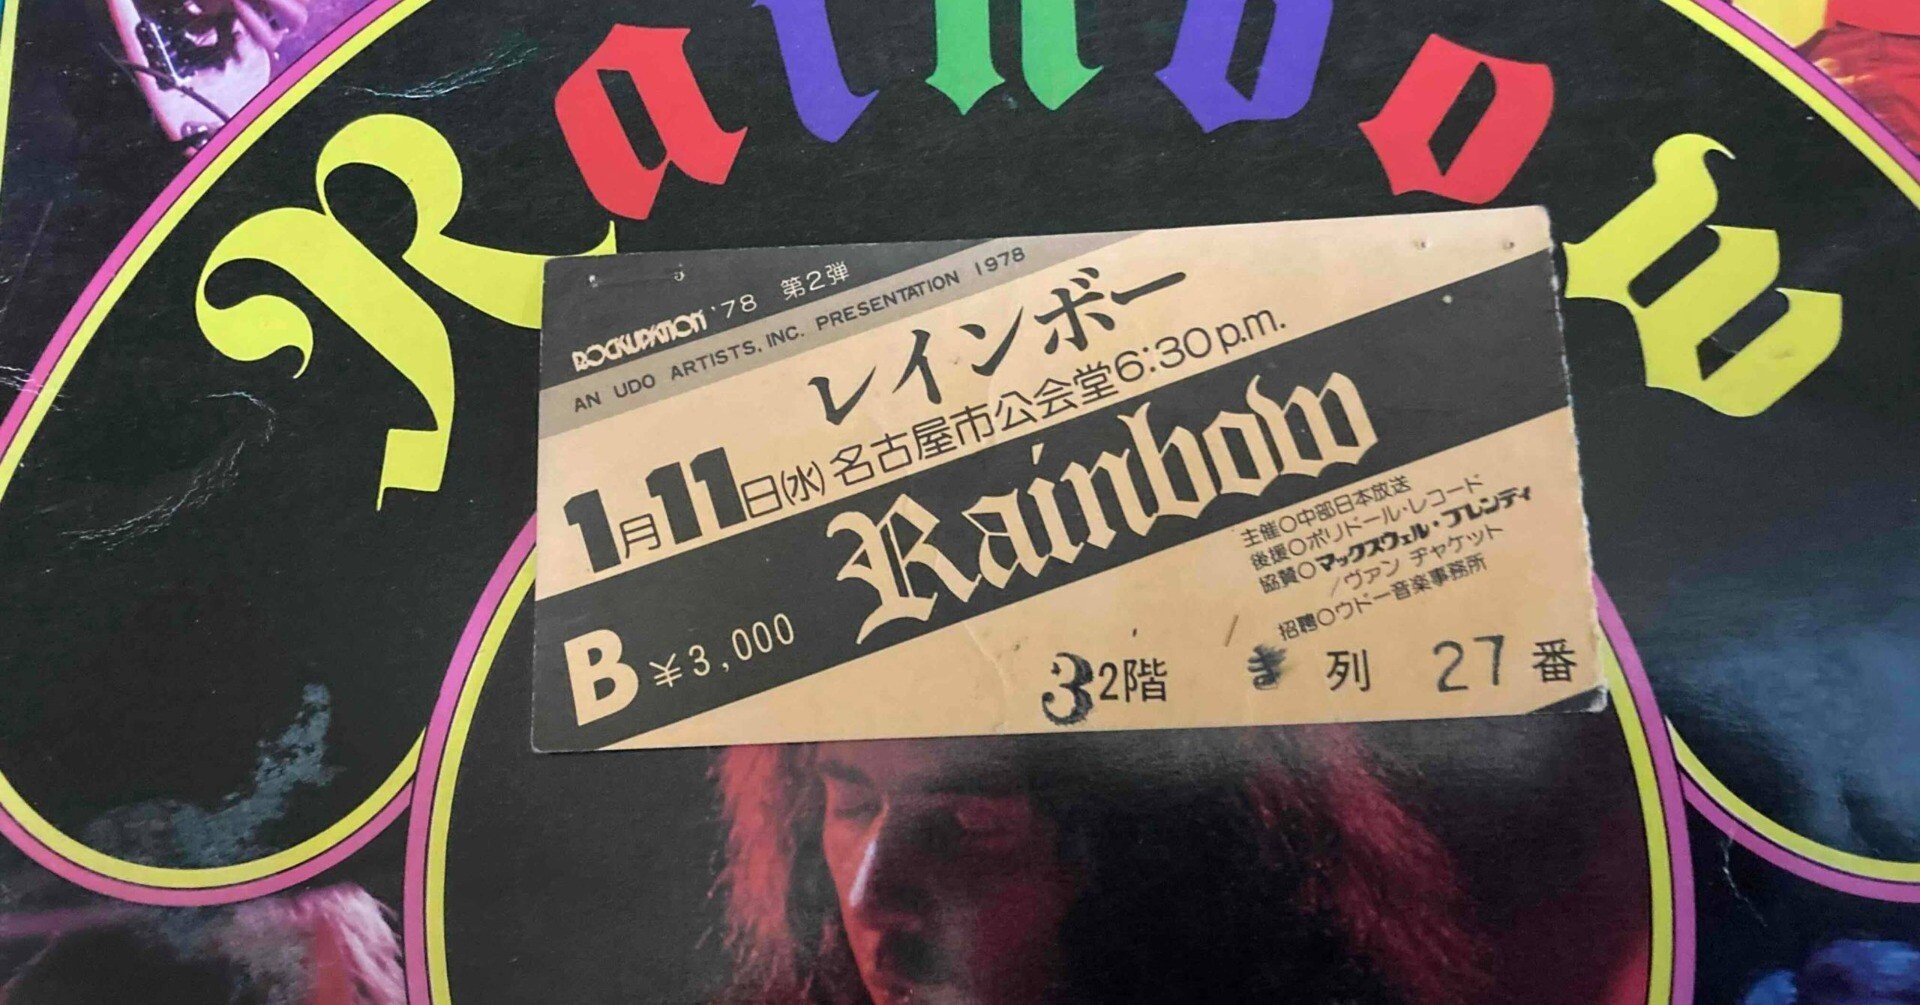 Rainbow
ROCKUPATION '78 第2弾
AN UDO ARTISTS, INC. PRESENTATION 1978
レインボー
1月11日(水) 名古屋市公会堂6:30p.m.
Rainbow
B ¥3,000
主催○中部日本放送
後援○ポリドール・レコード
協賛○マックスウェル・ブレンディ
/ヴァン ヂャケット
招聘○ウドー音楽事務所
3 2階 き 列 27 番